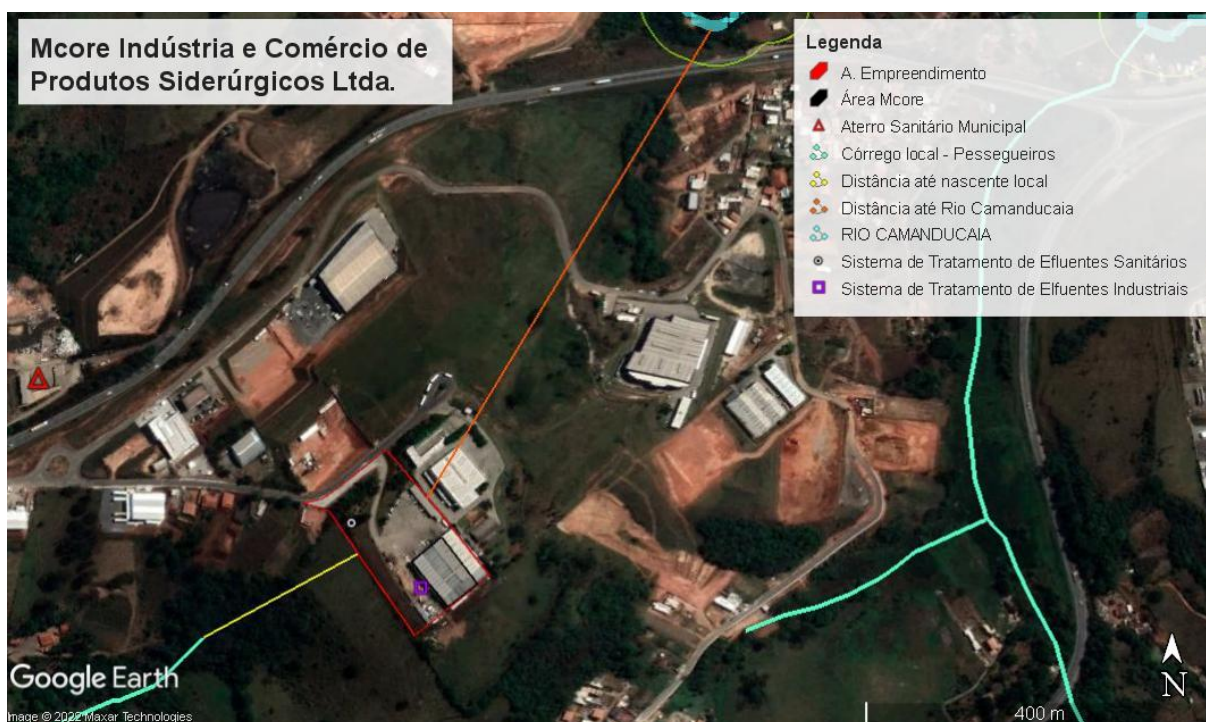 Mcore Indústria e Comércio de
Produtos Siderúrgicos Ltda.
Legenda
A. Empreendimento
Área Mcore
Aterro Sanitário Municipal
Córrego local - Pessegueiros
Distância até nascente local
Distância até Rio Camanducaia
RIO CAMANDUCAIA
Sistema de Tratamento de Efluentes Sanitários
Sistema de Tratamento de Elfuentes Industriais
Google Earth
Image © 2022 Maxar Technologies
400 m
N